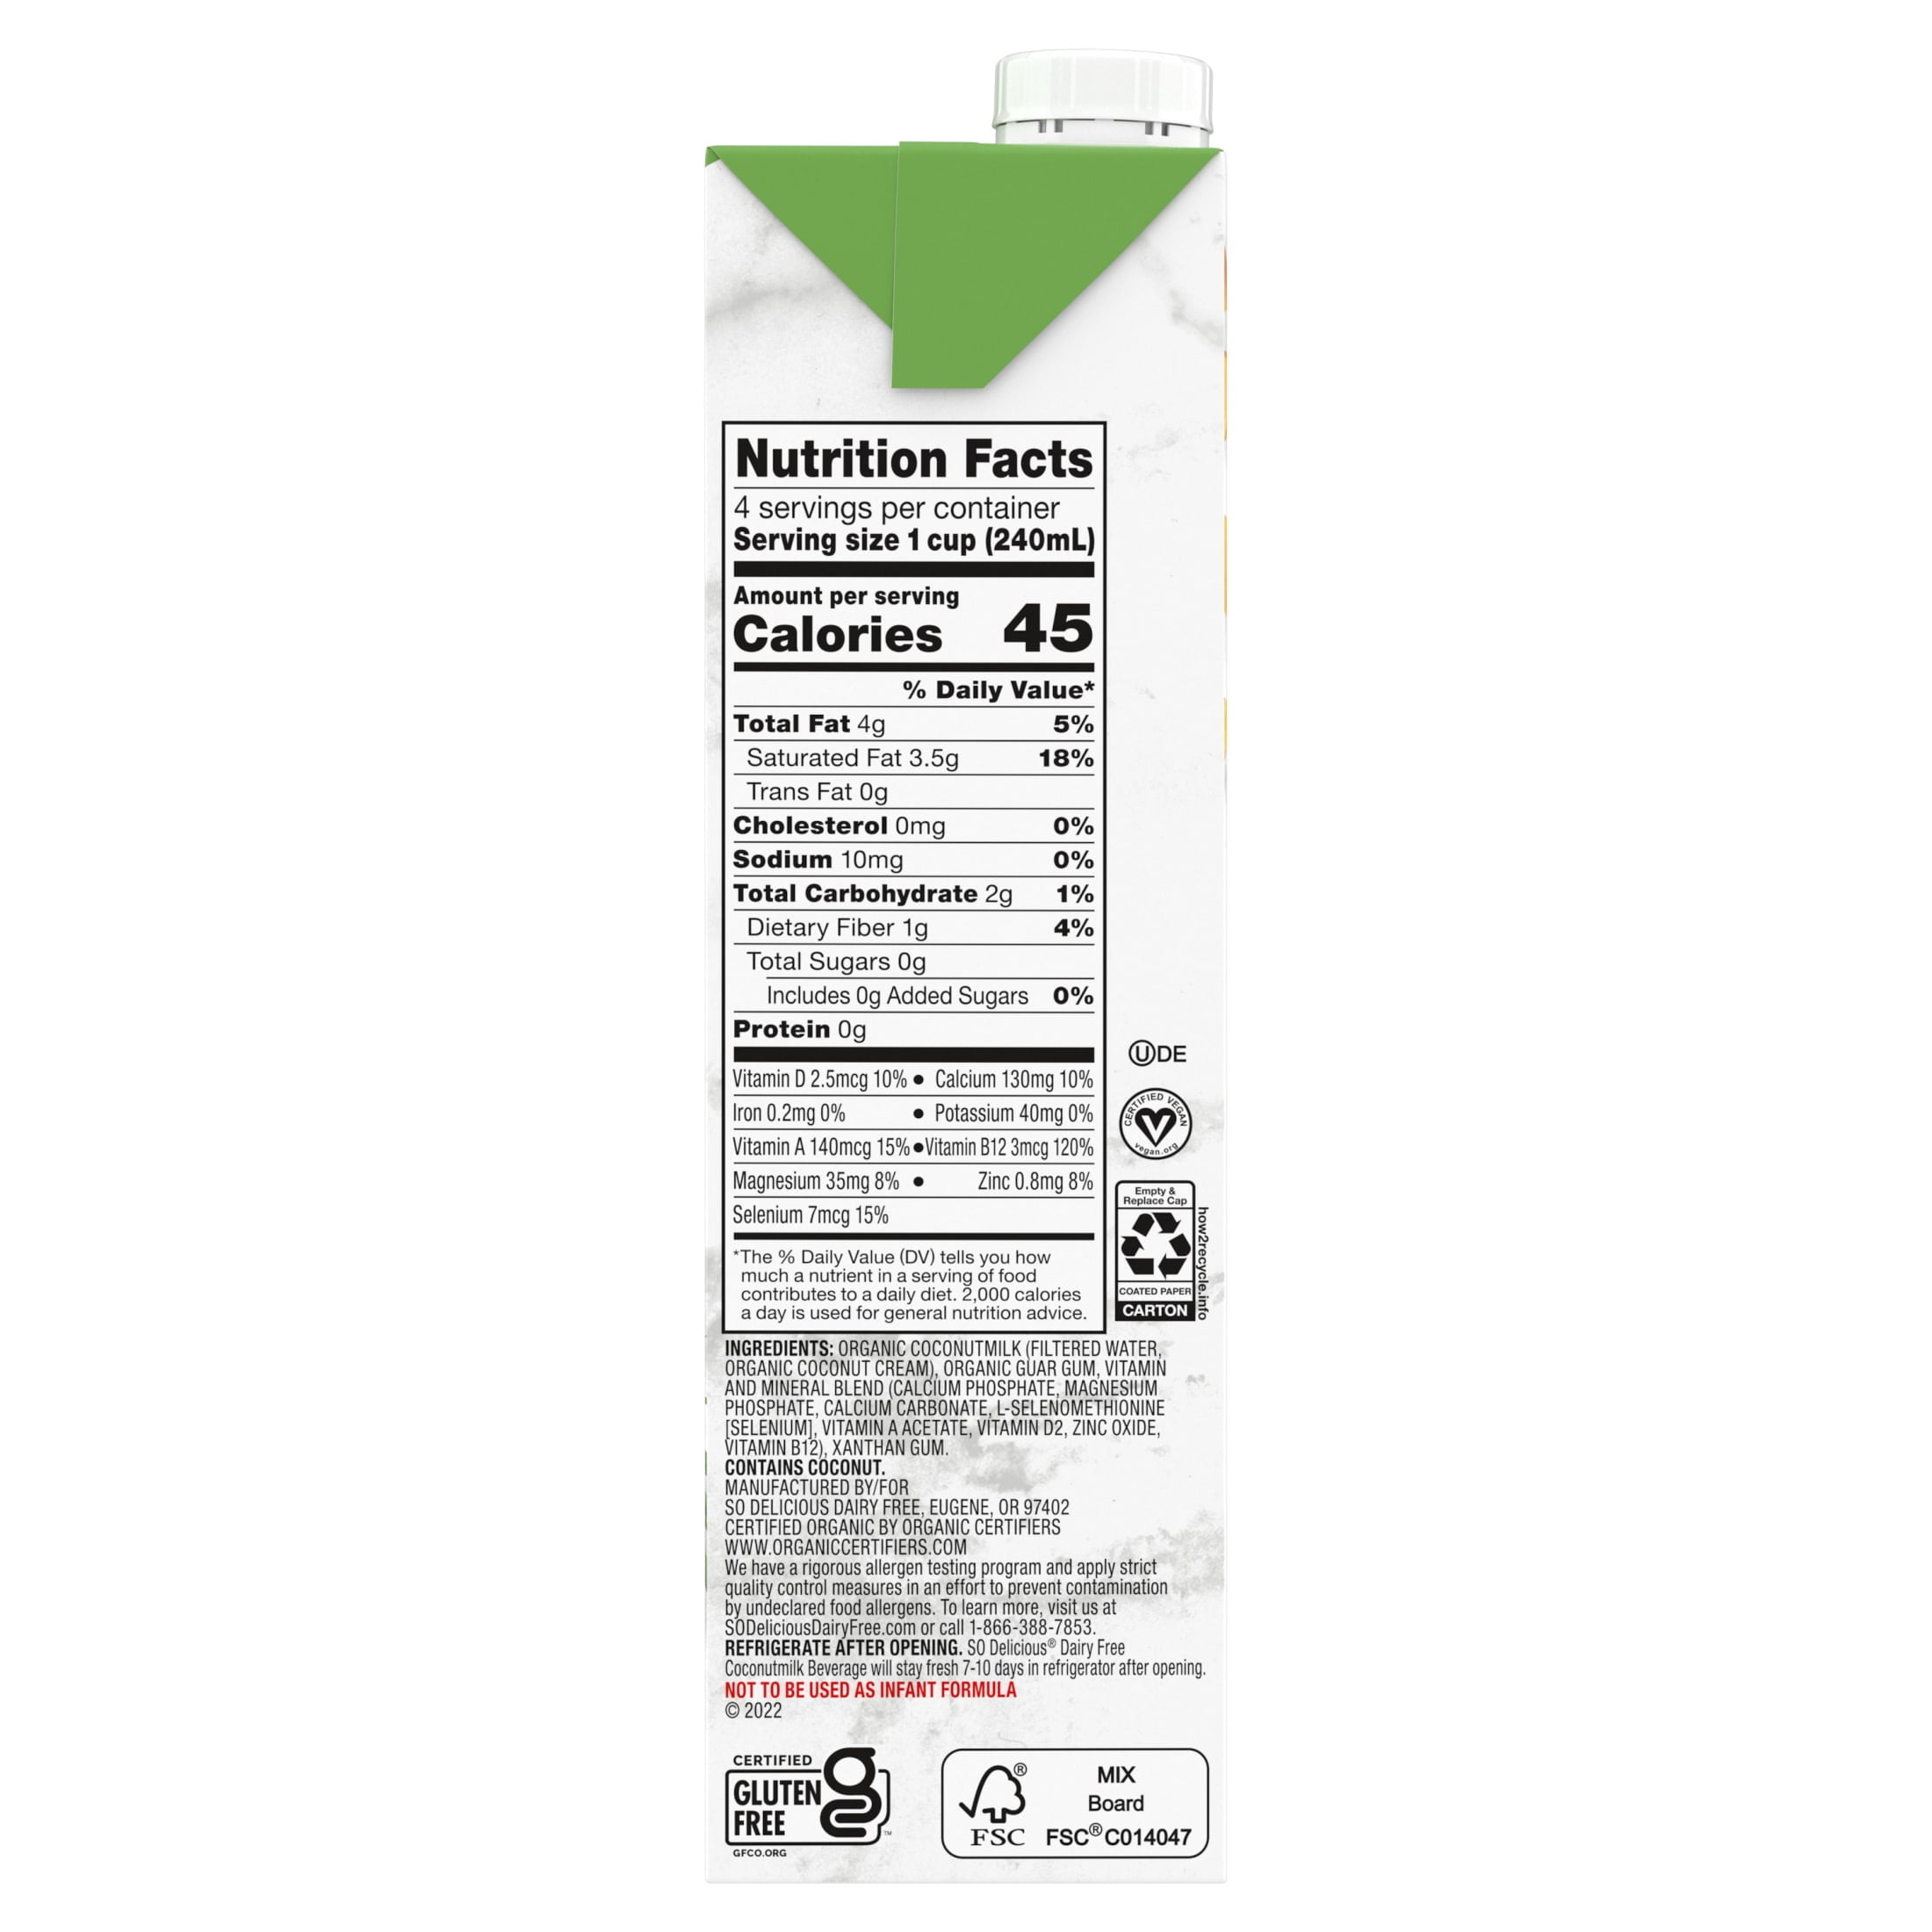 Nutrition Facts
4 servings per container
Serving size 1 cup (240mL)
Amount per serving
Calories 45
% Daily Value*
Total Fat 4g 5%
Saturated Fat 3.5g 18%
Trans Fat 0g
Cholesterol 0mg 0%
Sodium 10mg 0%
Total Carbohydrate 2g 1%
Dietary Fiber 1g 4%
Total Sugars 0g
Includes 0g Added Sugars 0%
Protein 0g
Vitamin D 2.5mcg 10% • Calcium 130mg 10%
Iron 0.2mg 0% • Potassium 40mg 0%
Vitamin A 140mcg 15% • Vitamin B12 3mcg 120%
Magnesium 35mg 8% • Zinc 0.8mg 8%
Selenium 7mcg 15%
*The % Daily Value (DV) tells you how
much a nutrient in a serving of food
contributes to a daily diet. 2,000 calories
a day is used for general nutrition advice.
ⓊDE
CERTIFIED VEGAN
V
vegan.org
Empty &
Replace Cap
COATED PAPER
CARTON
how2recycle.info
INGREDIENTS: ORGANIC COCONUTMILK (FILTERED WATER,
ORGANIC COCONUT CREAM), ORGANIC GUAR GUM, VITAMIN
AND MINERAL BLEND (CALCIUM PHOSPHATE, MAGNESIUM
PHOSPHATE, CALCIUM CARBONATE, L-SELENOMETHIONINE
[SELENIUM], VITAMIN A ACETATE, VITAMIN D2, ZINC OXIDE,
VITAMIN B12), XANTHAN GUM.
CONTAINS COCONUT.
MANUFACTURED BY/FOR
SO DELICIOUS DAIRY FREE, EUGENE, OR 97402
CERTIFIED ORGANIC BY ORGANIC CERTIFIERS
WWW.ORGANICCERTIFIERS.COM
We have a rigorous allergen testing program and apply strict
quality control measures in an effort to prevent contamination
by undeclared food allergens. To learn more, visit us at
SODeliciousDairyFree.com or call 1-866-388-7853.
REFRIGERATE AFTER OPENING. SO Delicious® Dairy Free
Coconutmilk Beverage will stay fresh 7-10 days in refrigerator after opening.
NOT TO BE USED AS INFANT FORMULA
© 2022
CERTIFIED
GLUTEN
FREE
g
™
GFCO.ORG
®
FSC
MIX
Board
FSC® C014047